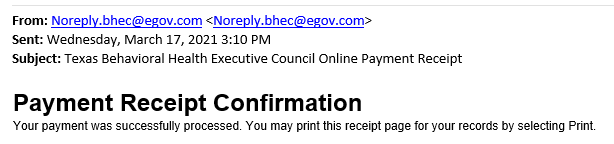 From: Noreply.bhec@egov.com <Noreply.bhec@egov.com>
Sent: Wednesday, March 17, 2021 3:10 PM
Subject: Texas Behavioral Health Executive Council Online Payment Receipt
Payment Receipt Confirmation
Your payment was successfully processed. You may print this receipt page for your records by selecting Print.